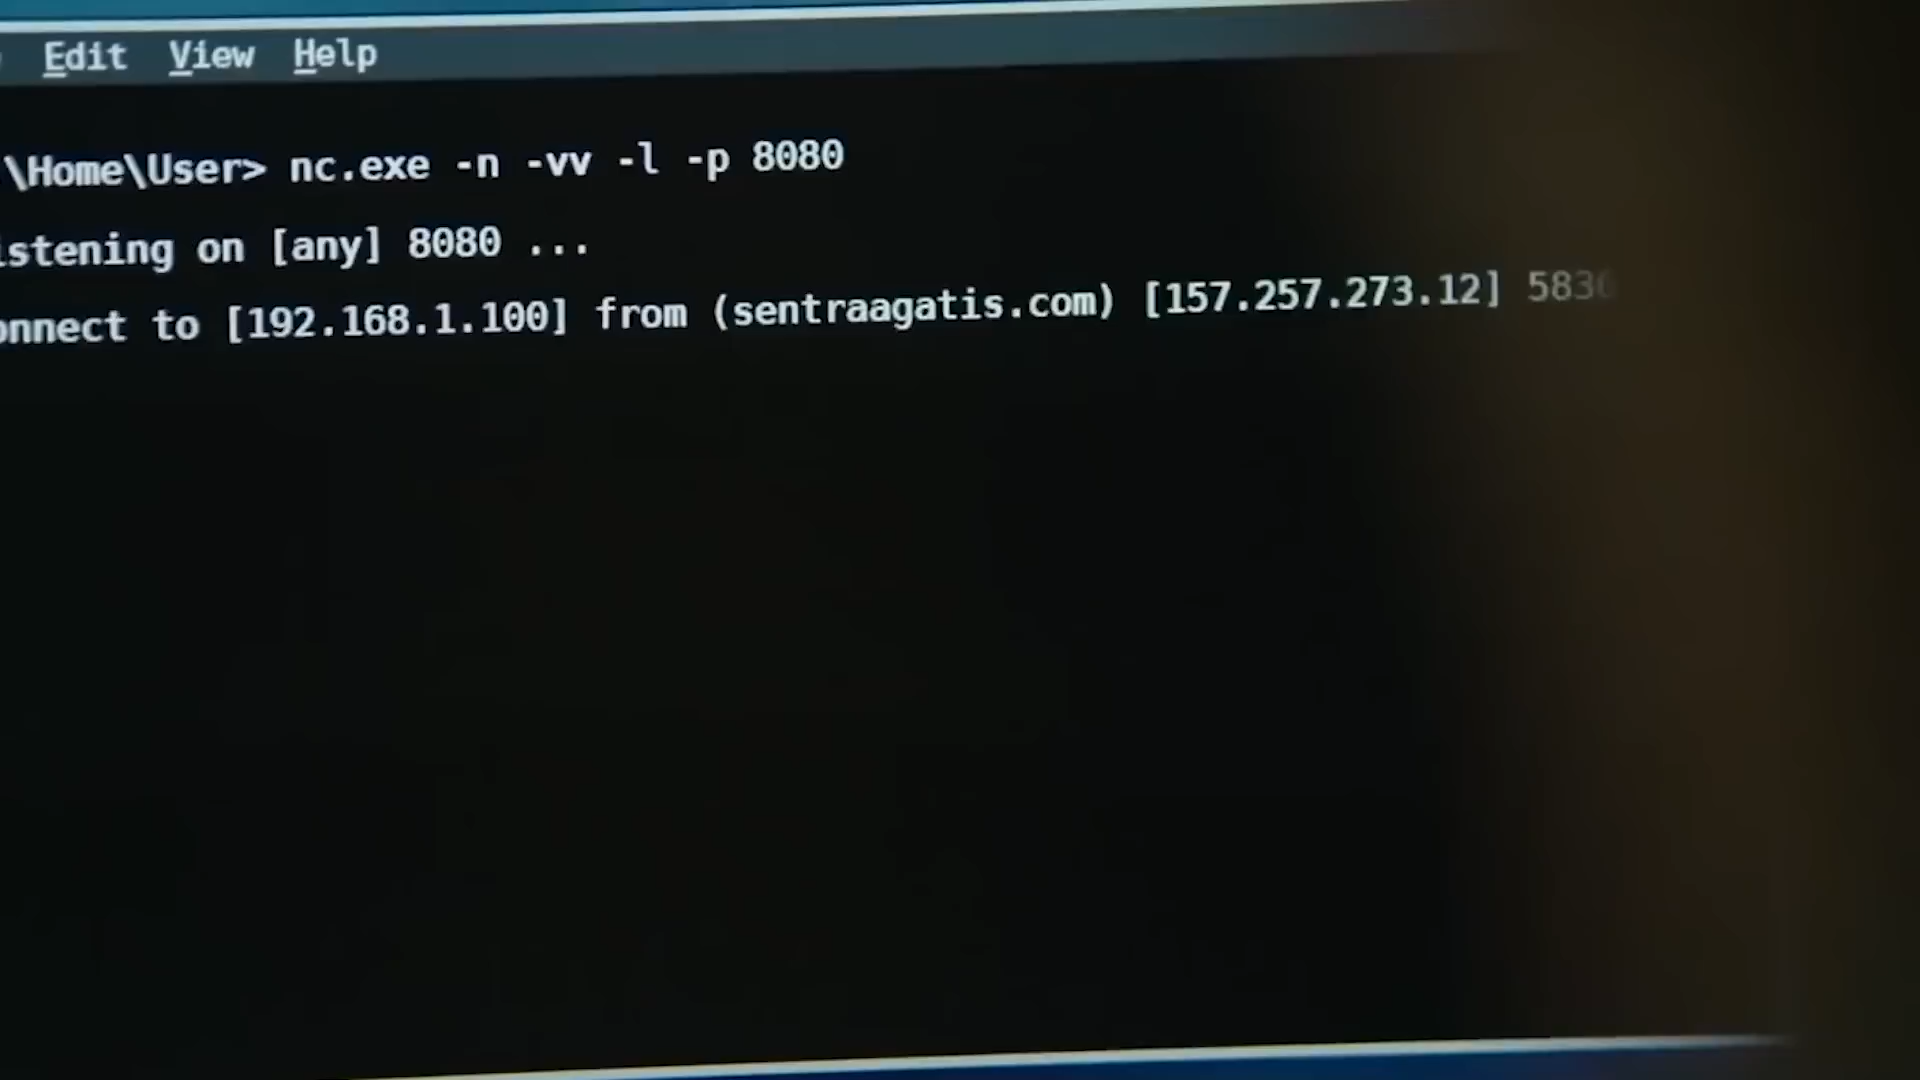 Edit View Help
\Home\User> nc.exe -n -vv -l -p 8080
istening on [any] 8080 ...
onnect to [192.168.1.100] from (sentraagatis.com) [157.257.273.12] 583